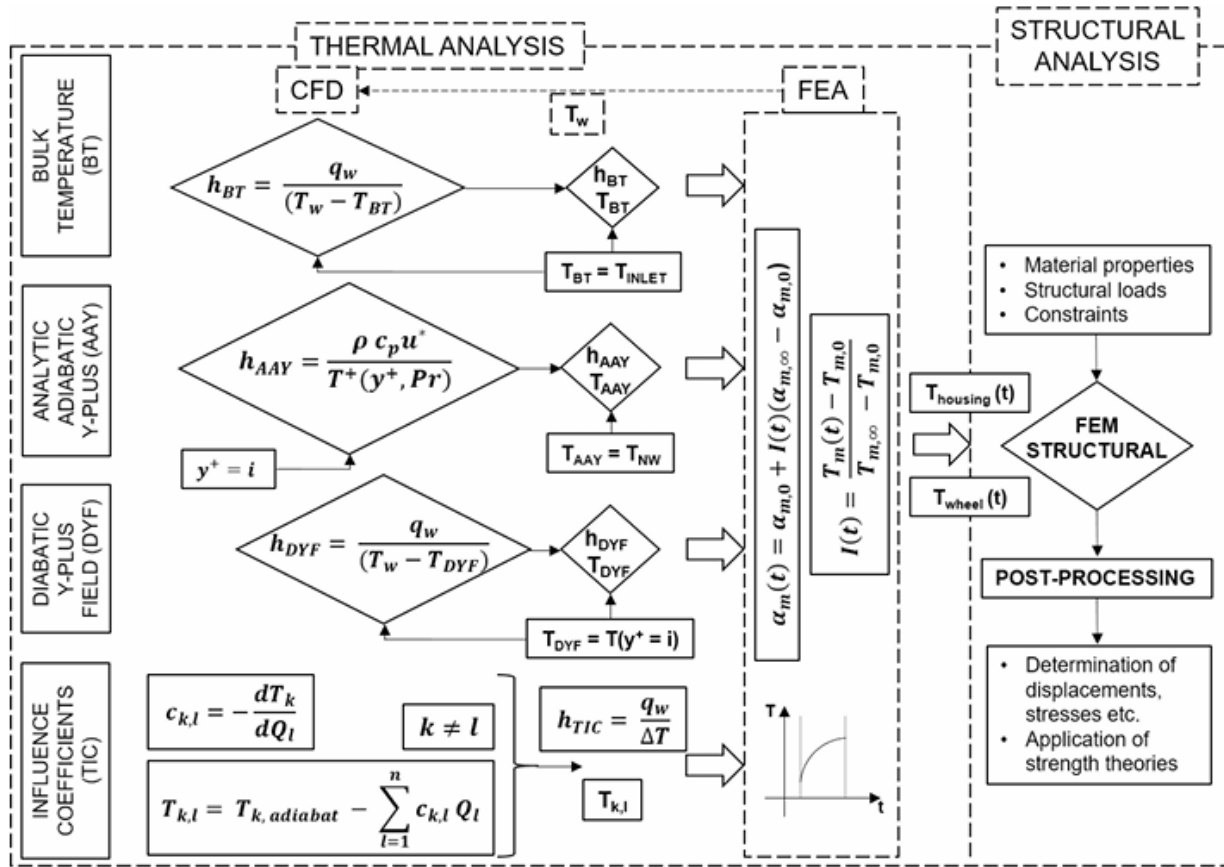 THERMAL ANALYSIS
STRUCTURAL
ANALYSIS
CFD
FEA
T_w
BULK
TEMPERATURE
(BT)
h_BT = q_w / (T_w − T_BT)
h_BT
T_BT
T_BT = T_INLET
ANALYTIC
ADIABATIC
Y-PLUS (AAY)
h_AAY = ρ c_p u* / T⁺(y⁺, Pr)
h_AAY
T_AAY
y⁺ = i
T_AAY = T_NW
DIABATIC
Y-PLUS
FIELD (DYF)
h_DYF = q_w / (T_w − T_DYF)
h_DYF
T_DYF
T_DYF = T(y⁺ = i)
INFLUENCE
COEFFICIENTS
(TIC)
c_k,l = − dT_k / dQ_l
k ≠ l
T_k,l = T_k, adiabat − ∑_{l=1}^{n} c_k,l Q_l
h_TIC = q_w / ΔT
T_k,l
α_m(t) = α_m,0 + I(t)(α_m,∞ − α_m,0)
I(t) = (T_m(t) − T_m,0) / (T_m,∞ − T_m,0)
T
t
T_housing (t)
T_wheel (t)
• Material properties
• Structural loads
• Constraints
FEM
STRUCTURAL
POST-PROCESSING
• Determination of
displacements,
stresses etc.
• Application of
strength theories